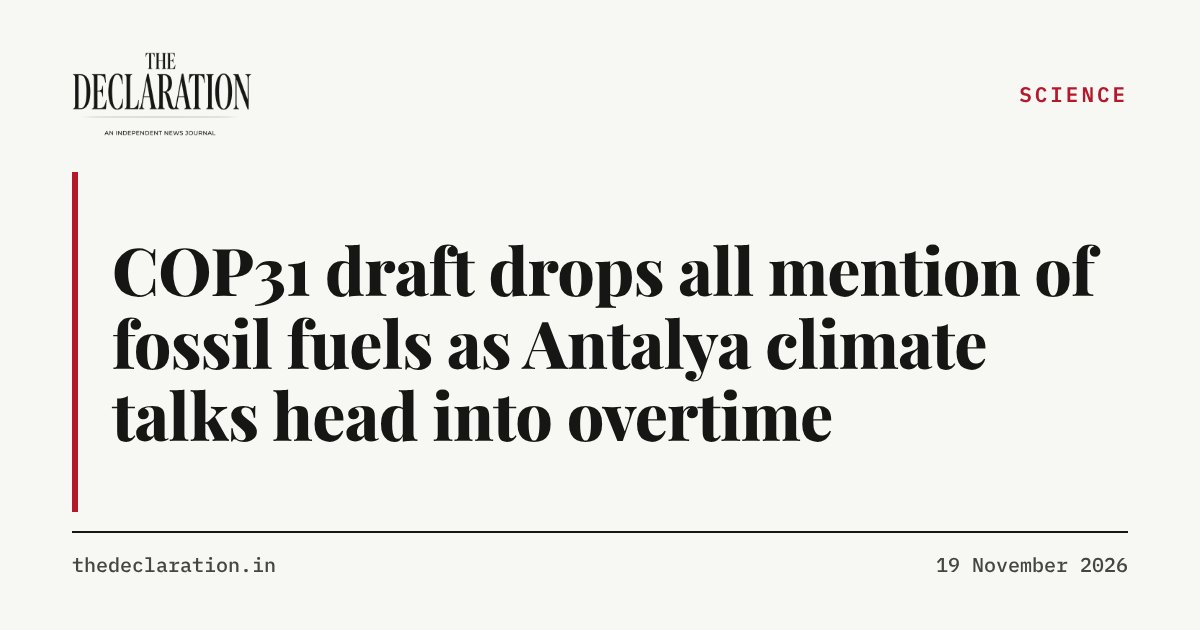 THE
DECLARATION
AN INDEPENDENT NEWS JOURNAL
SCIENCE
COP31 draft drops all mention of
fossil fuels as Antalya climate
talks head into overtime
thedeclaration.in
19 November 2026